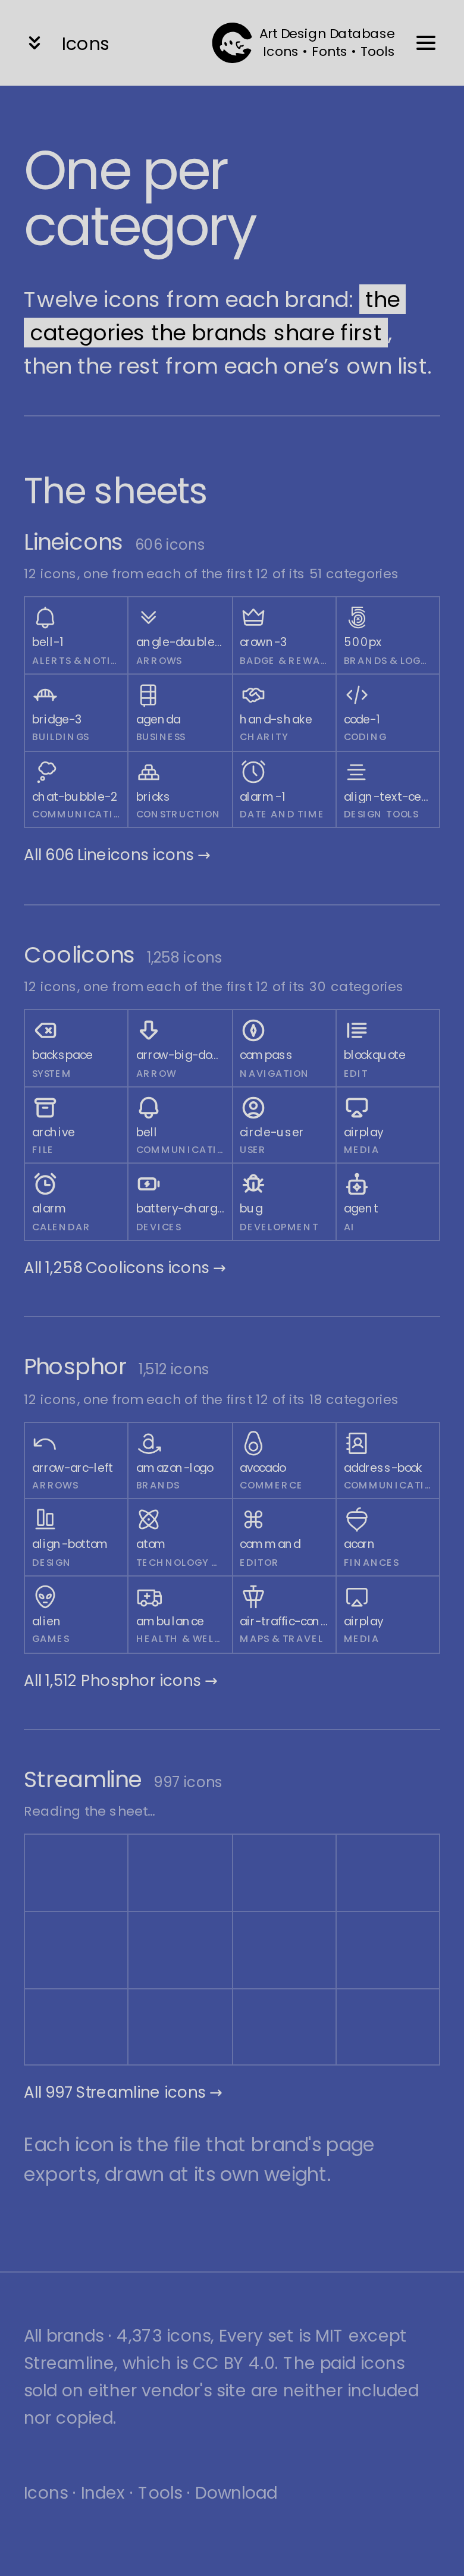 Icons
Art Design Database
Icons • Fonts • Tools
One per
category
Twelve icons from each brand: the
categories the brands share first,
then the rest from each one’s own list.
The sheets
Lineicons 606 icons
12 icons, one from each of the first 12 of its 51 categories
bell-1 angle-double... crown-3 500px
ALERTS & NOTI... ARROWS BADGE & REWA... BRANDS & LOG...
bridge-3 agenda hand-shake code-1
BUILDINGS BUSINESS CHARITY CODING
chat-bubble-2 bricks alarm-1 align-text-ce...
COMMUNICATI... CONSTRUCTION DATE AND TIME DESIGN TOOLS
All 606 Lineicons icons →
Coolicons 1,258 icons
12 icons, one from each of the first 12 of its 30 categories
backspace arrow-big-do... compass blockquote
SYSTEM ARROW NAVIGATION EDIT
archive bell circle-user airplay
FILE COMMUNICATI... USER MEDIA
alarm battery-charg... bug agent
CALENDAR DEVICES DEVELOPMENT AI
All 1,258 Coolicons icons →
Phosphor 1,512 icons
12 icons, one from each of the first 12 of its 18 categories
arrow-arc-left amazon-logo avocado address-book
ARROWS BRANDS COMMERCE COMMUNICATI...
align-bottom atom command acorn
DESIGN TECHNOLOGY ... EDITOR FINANCES
alien ambulance air-traffic-con... airplay
GAMES HEALTH & WEL... MAPS & TRAVEL MEDIA
All 1,512 Phosphor icons →
Streamline 997 icons
Reading the sheet...
All 997 Streamline icons →
Each icon is the file that brand's page
exports, drawn at its own weight.
All brands · 4,373 icons, Every set is MIT except
Streamline, which is CC BY 4.0. The paid icons
sold on either vendor's site are neither included
nor copied.
Icons · Index · Tools · Download